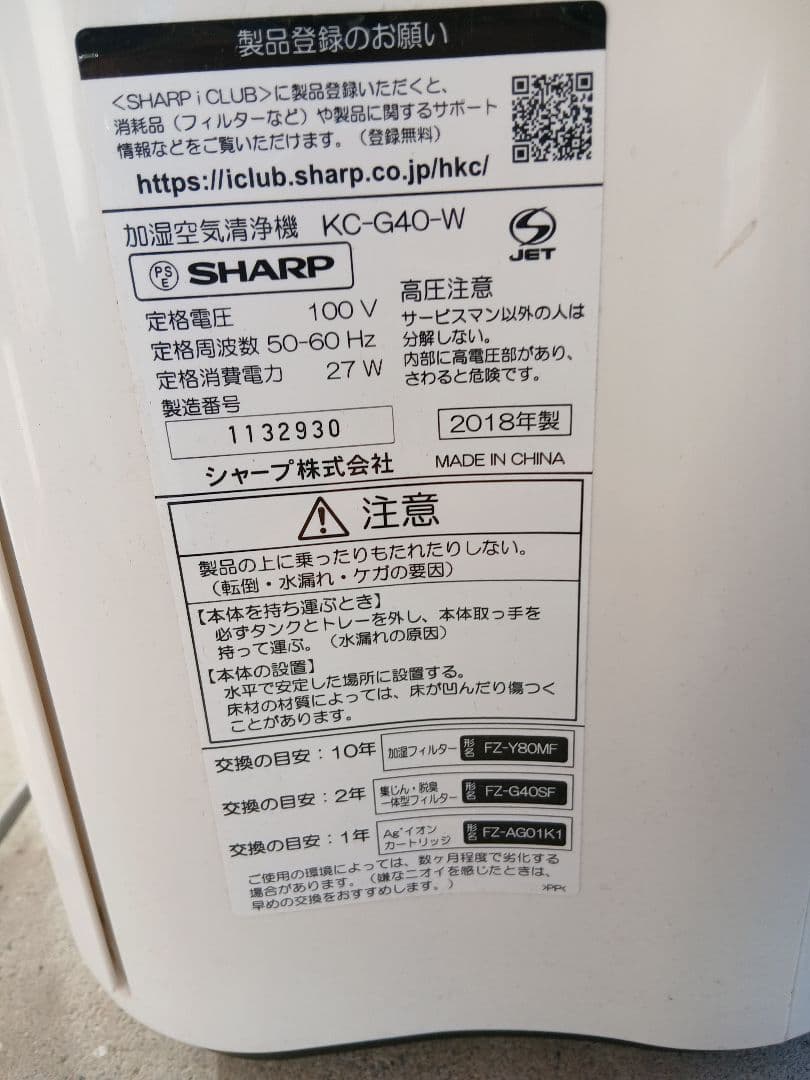 製品登録のお願い
<SHARP i CLUB>に製品登録いただくと、
消耗品（フィルターなど）や製品に関するサポート
情報などをご覧いただけます。（登録無料）
https://iclub.sharp.co.jp/hkc/
加湿空気清浄機 KC-G40-W
JET
PS
E
SHARP
定格電圧 100 V
定格周波数 50-60 Hz
定格消費電力 27 W
製造番号
1132930
シャープ株式会社
高圧注意
サービスマン以外の人は
分解しない。
内部に高電圧部があり、
さわると危険です。
2018年製
MADE IN CHINA
注意
製品の上に乗ったりもたれたりしない。
（転倒・水漏れ・ケガの要因）
【本体を持ち運ぶとき】
必ずタンクとトレーを外し、本体取っ手を
持って運ぶ。（水漏れの原因）
【本体の設置】
水平で安定した場所に設置する。
床材の材質によっては、床が凹んだり傷つく
ことがあります。
交換の目安：10年 加湿フィルター 形名 FZ-Y80MF
交換の目安：2年 集じん・脱臭一体型フィルター 形名 FZ-G40SF
交換の目安：1年 Ag⁺イオンカートリッジ 形名 FZ-AG01K1
ご使用の環境によっては、数ヶ月程度で劣化する
場合があります。（嫌なニオイを感じたときは、
早めの交換をおすすめします。）
>PP<